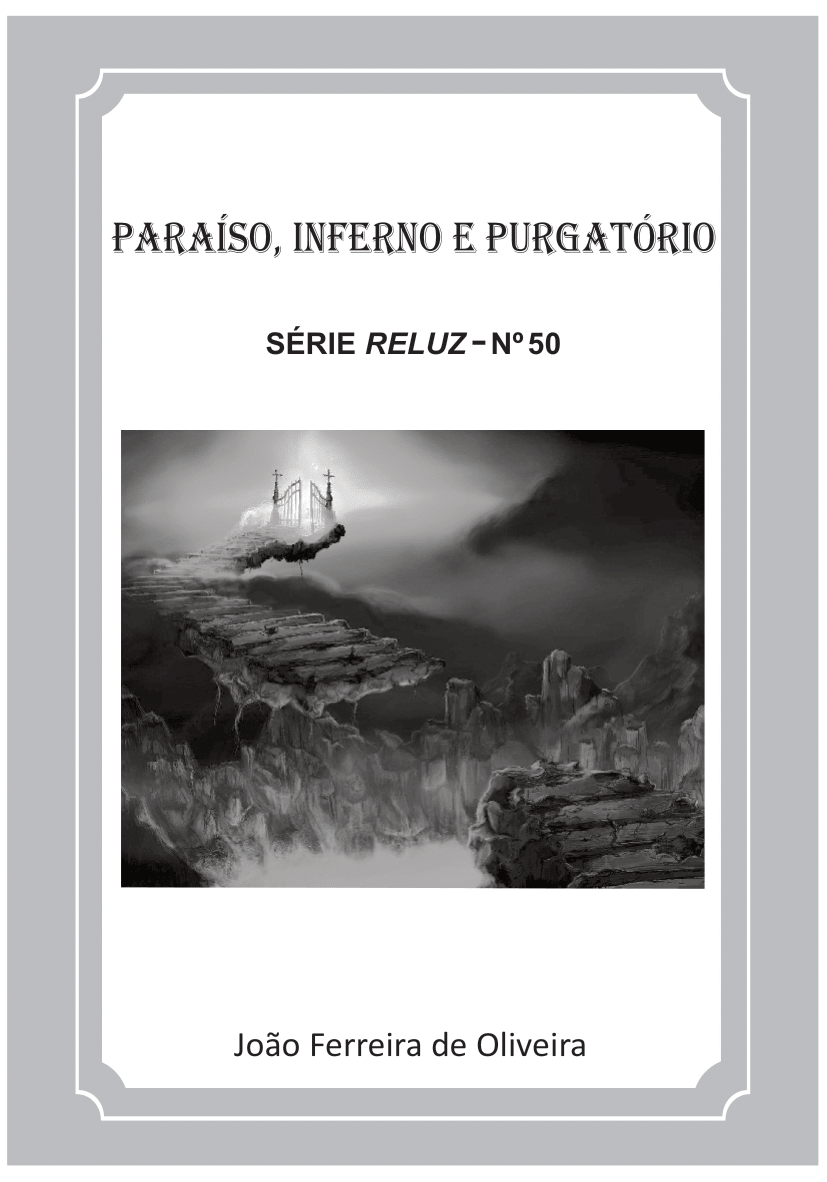 PARAÍSO, INFERNO E PURGATÓRIO
SÉRIE RELUZ – Nº 50
João Ferreira de Oliveira